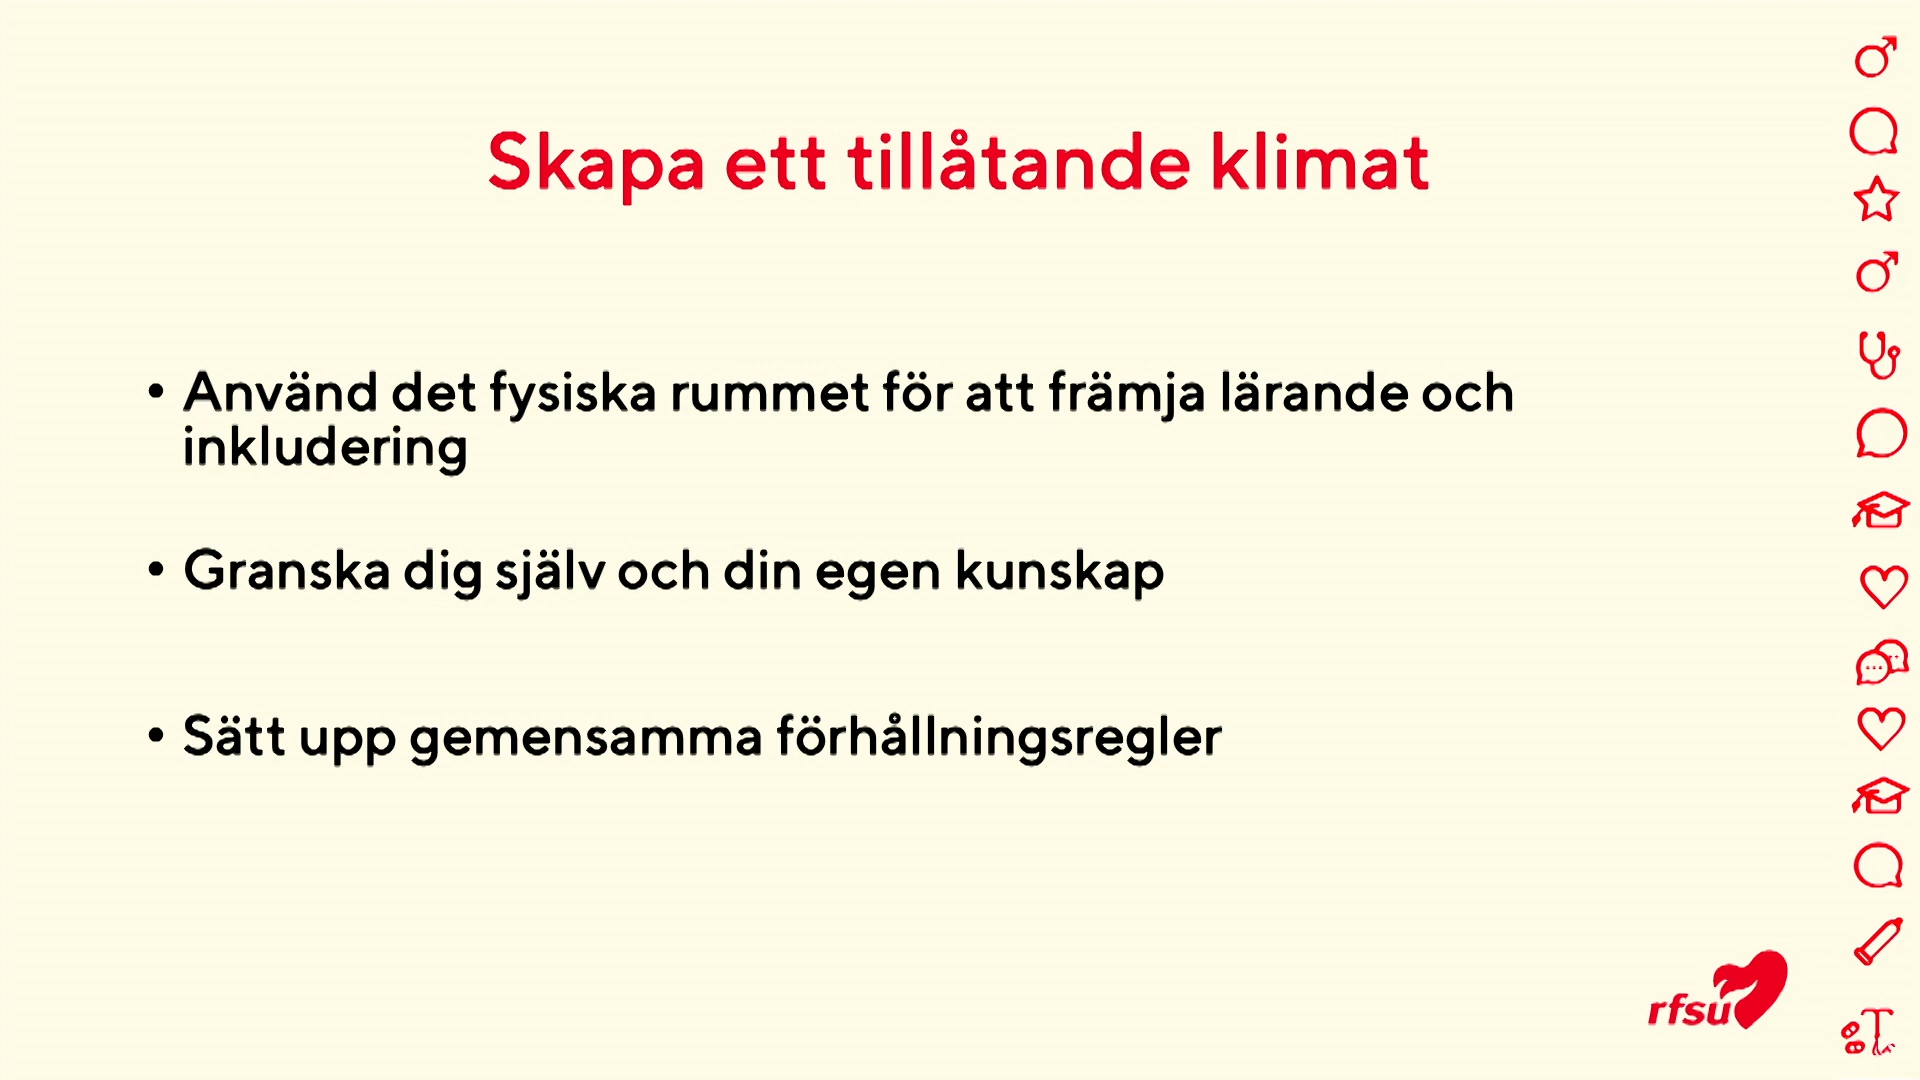 Skapa ett tillåtande klimat
• Använd det fysiska rummet för att främja lärande och
inkludering
• Granska dig själv och din egen kunskap
• Sätt upp gemensamma förhållningsregler
rfsu